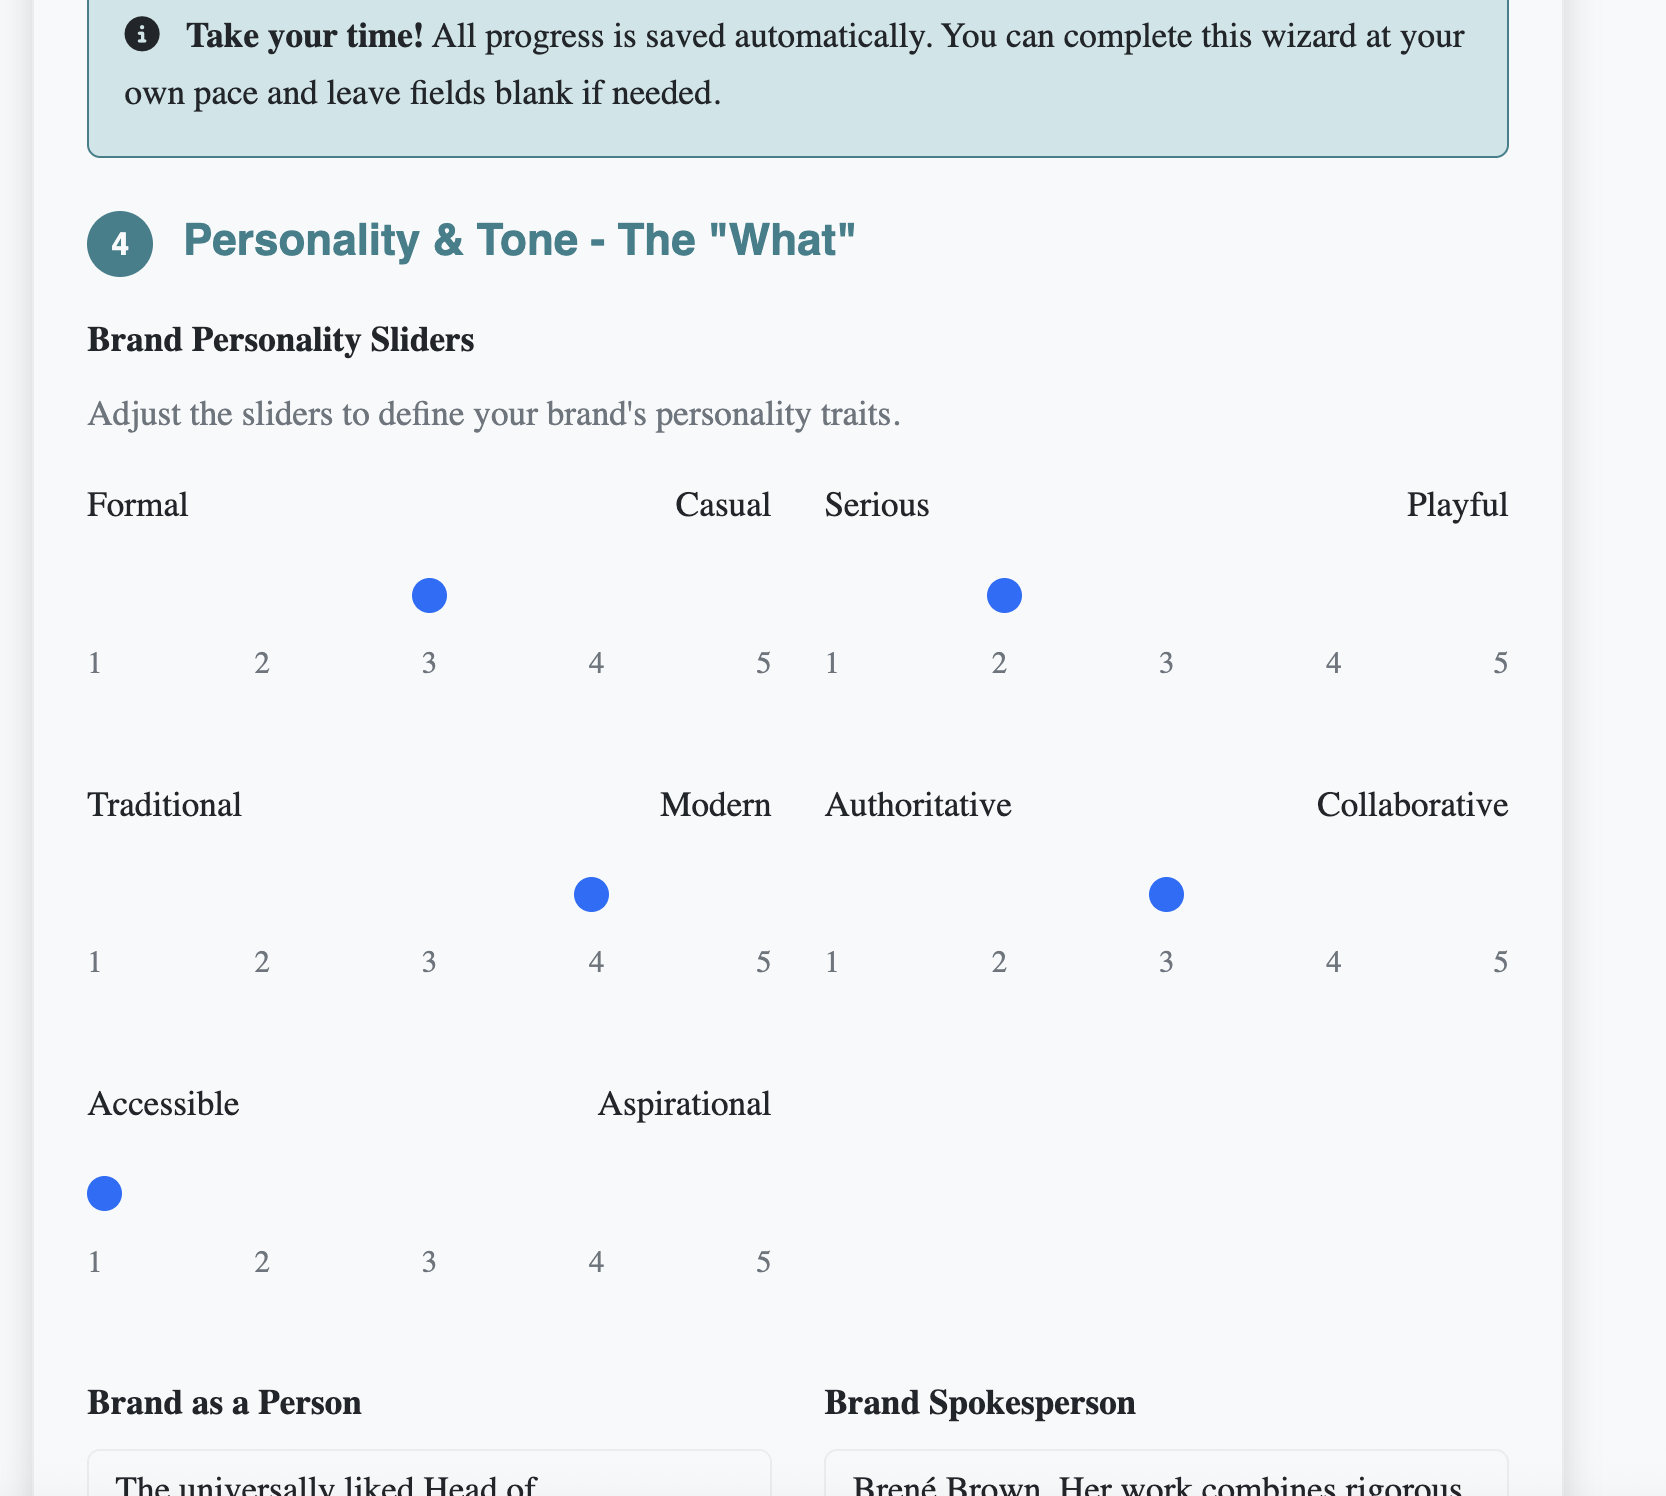 Take your time! All progress is saved automatically. You can complete this wizard at your
own pace and leave fields blank if needed.
4 Personality & Tone - The "What"
Brand Personality Sliders
Adjust the sliders to define your brand's personality traits.
Formal Casual
1 2 3 4 5
Serious Playful
1 2 3 4 5
Traditional Modern
1 2 3 4 5
Authoritative Collaborative
1 2 3 4 5
Accessible Aspirational
1 2 3 4 5
Brand as a Person
The universally liked Head of
Brand Spokesperson
Brené Brown. Her work combines rigorous